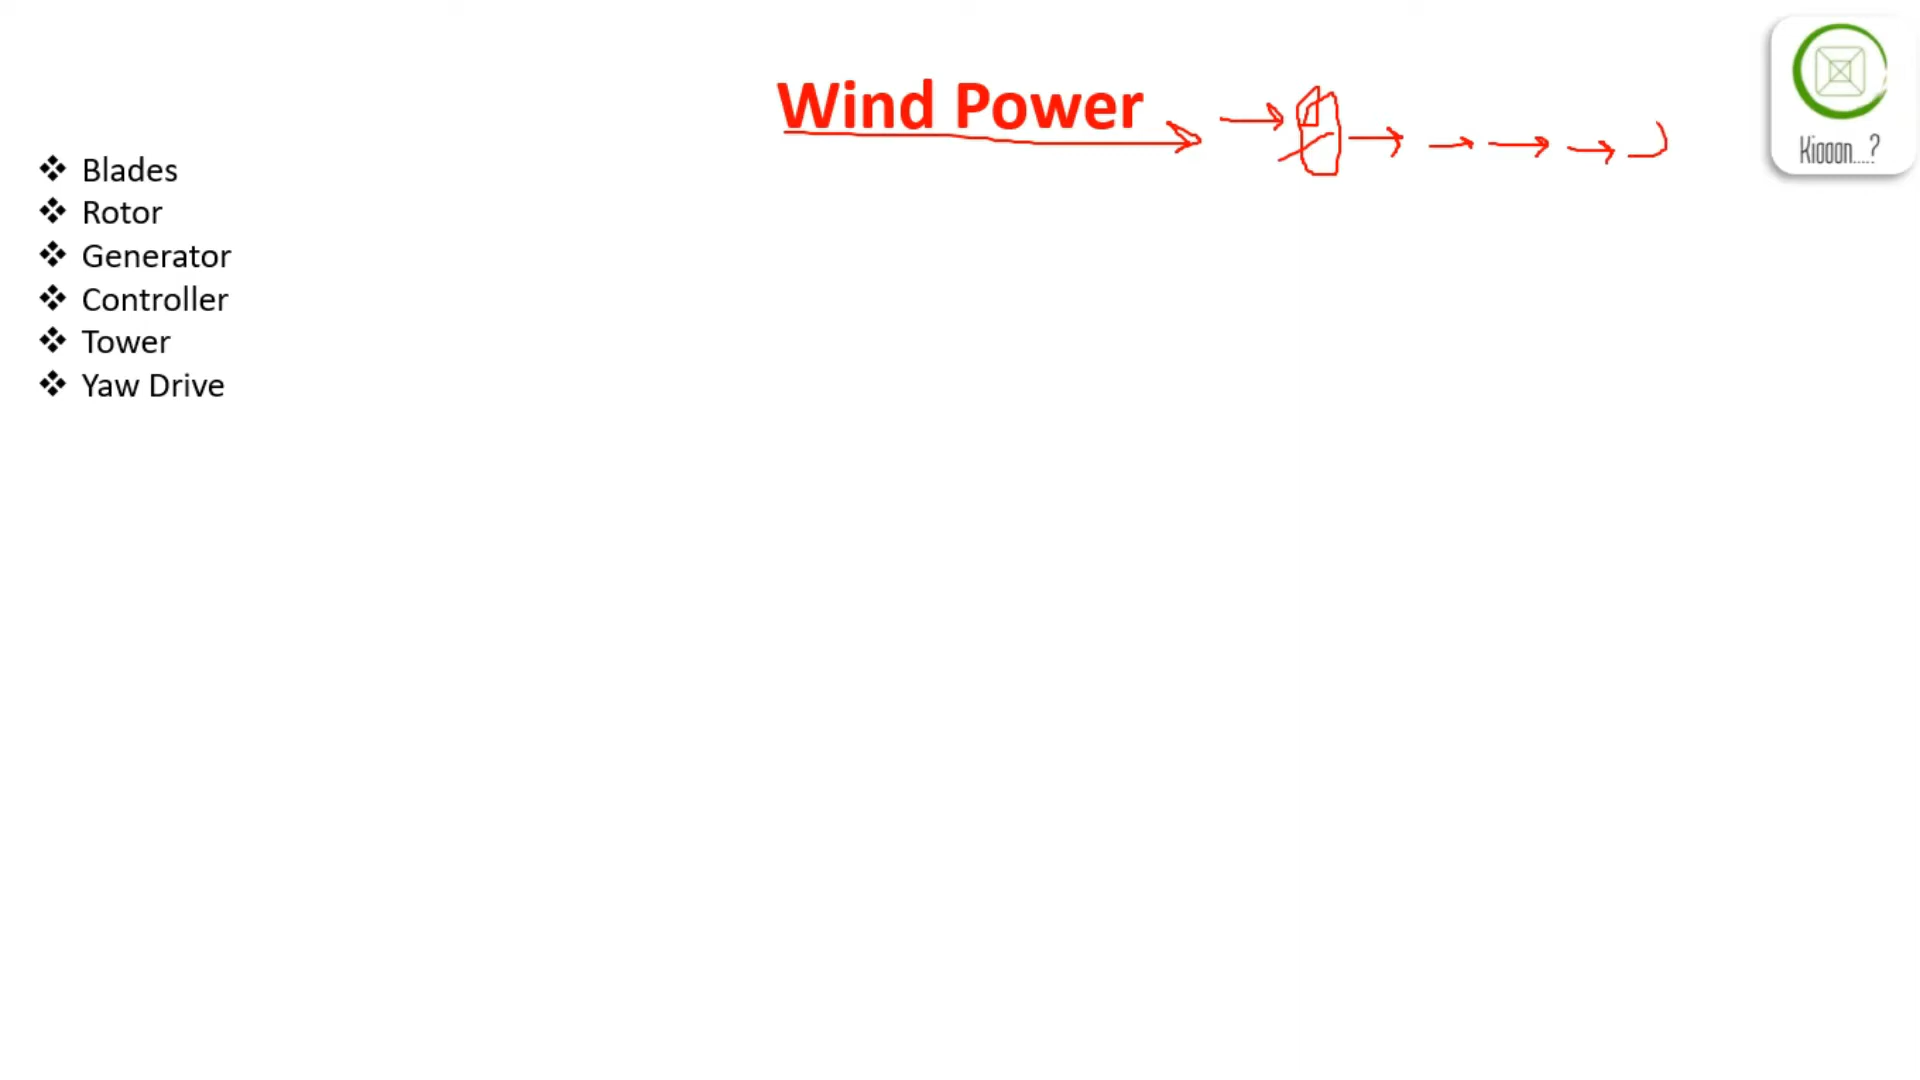 Wind Power
Kiooon....?
❖ Blades
❖ Rotor
❖ Generator
❖ Controller
❖ Tower
❖ Yaw Drive